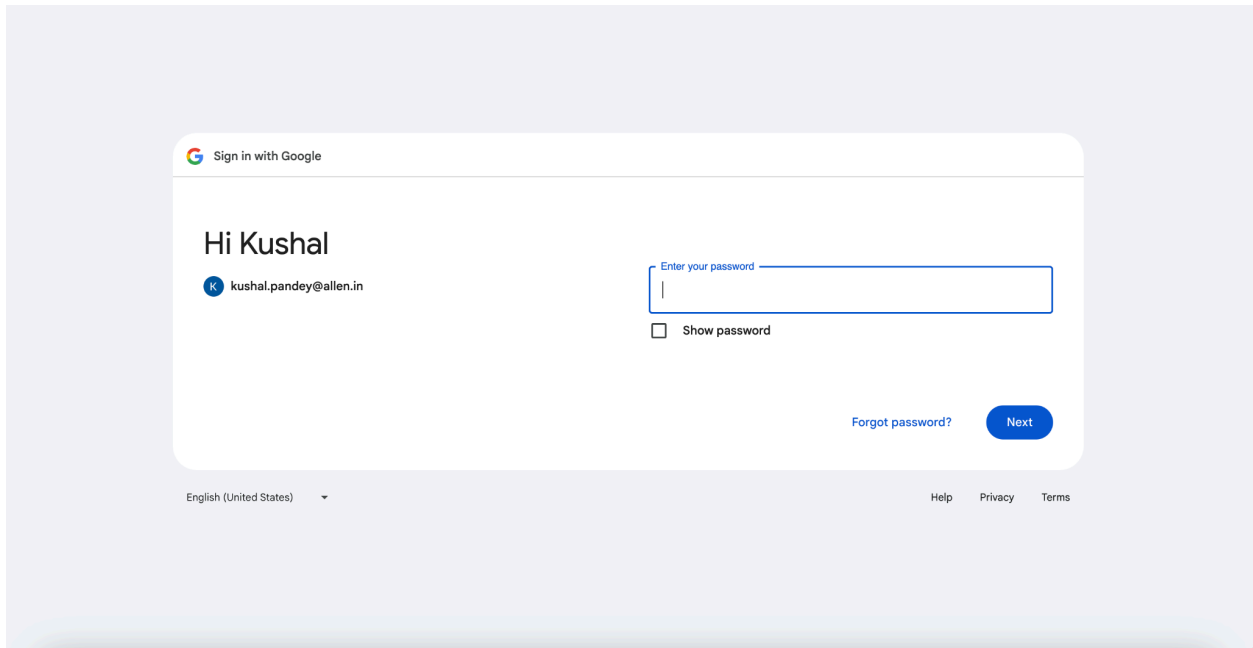 Sign in with Google
Hi Kushal
K kushal.pandey@allen.in
Enter your password
Show password
Forgot password? Next
English (United States) Help Privacy Terms